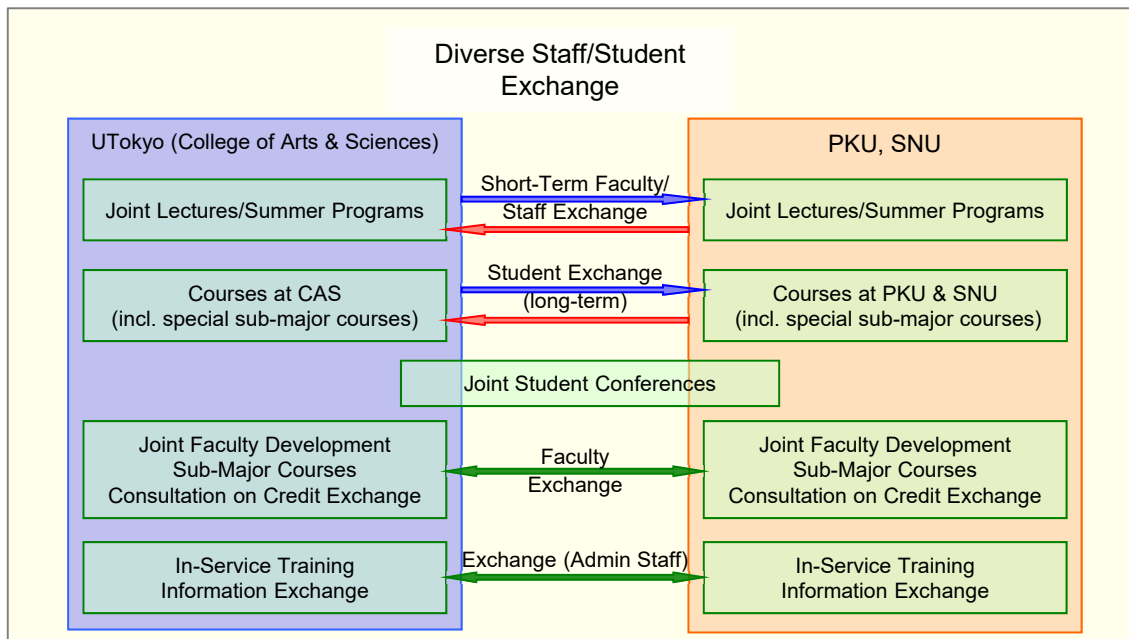 Diverse Staff/Student
Exchange
UTokyo (College of Arts & Sciences)
PKU, SNU
Joint Lectures/Summer Programs
Short-Term Faculty/
Staff Exchange
Joint Lectures/Summer Programs
Courses at CAS
(incl. special sub-major courses)
Student Exchange
(long-term)
Courses at PKU & SNU
(incl. special sub-major courses)
Joint Student Conferences
Joint Faculty Development
Sub-Major Courses
Consultation on Credit Exchange
Faculty
Exchange
Joint Faculty Development
Sub-Major Courses
Consultation on Credit Exchange
In-Service Training
Information Exchange
Exchange (Admin Staff)
In-Service Training
Information Exchange